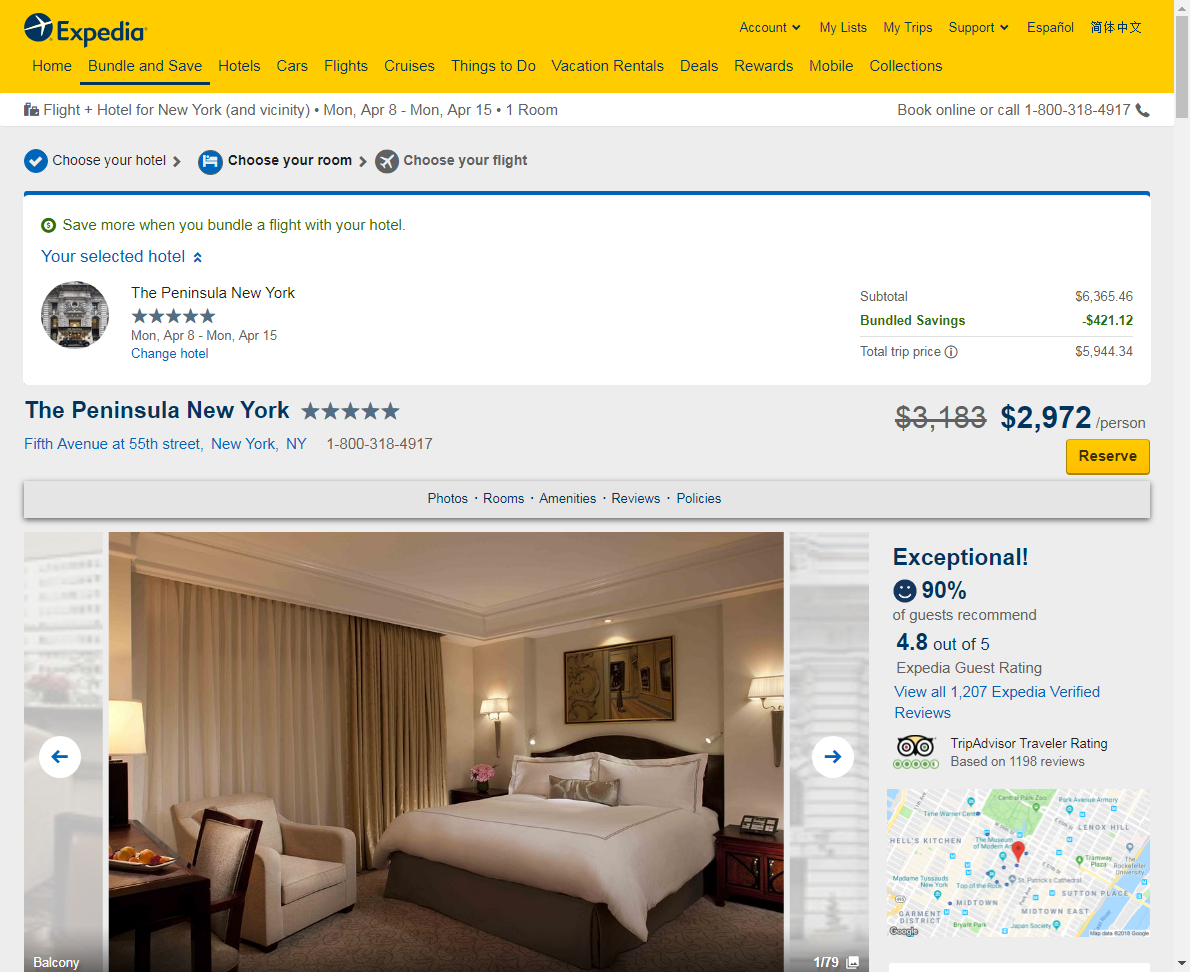 Expedia
Account My Lists My Trips Support Español 简体中文
Home Bundle and Save Hotels Cars Flights Cruises Things to Do Vacation Rentals Deals Rewards Mobile Collections
Flight + Hotel for New York (and vicinity) • Mon, Apr 8 - Mon, Apr 15 • 1 Room
Book online or call 1-800-318-4917
Choose your hotel Choose your room Choose your flight
Save more when you bundle a flight with your hotel.
Your selected hotel
The Peninsula New York
Mon, Apr 8 - Mon, Apr 15
Change hotel
Subtotal $6,365.46
Bundled Savings -$421.12
Total trip price $5,944.34
The Peninsula New York
Fifth Avenue at 55th street, New York, NY 1-800-318-4917
$3,183 $2,972 /person
Reserve
Photos · Rooms · Amenities · Reviews · Policies
Balcony
1/79
Exceptional!
90%
of guests recommend
4.8 out of 5
Expedia Guest Rating
View all 1,207 Expedia Verified
Reviews
TripAdvisor Traveler Rating
Based on 1198 reviews
Central Park Zoo
Park Avenue Armory
Time Warner Center
LENOX HILL
HELL'S KITCHEN
The Museum
of Modern Art
Tramway
Plaza
The
Rockefeller
University
Madame Tussauds
New York
Top of the Rock
St. Patrick's Cathedral
SUTTON PLACE
MIDTOWN
MIDTOWN EAST
GARMENT
DISTRICT
Bryant Park
Japan Society
East River
Google
Map data ©2018 Google